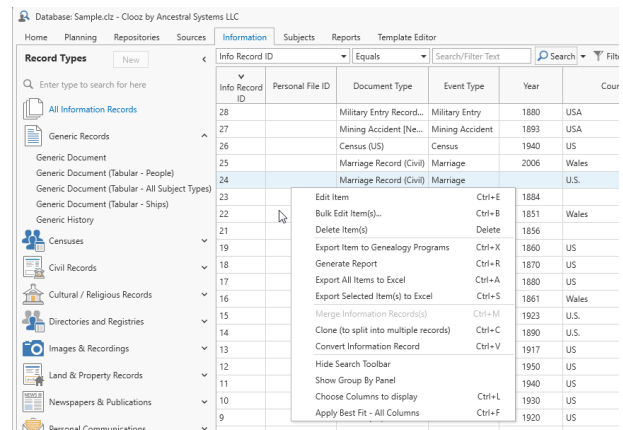 Database: Sample.clz - Clooz by Ancestral Systems LLC
Home Planning Repositories Sources Information Subjects Reports Template Editor
Record Types New
Info Record ID Equals Search/Filter Text Search Filte
Enter type to search for here
Info Record ID Personal File ID Document Type Event Type Year Coun
All Information Records
Generic Records
Generic Document
Generic Document (Tabular - People)
Generic Document (Tabular - All Subject Types)
Generic Document (Tabular - Ships)
Generic History
Censuses
Civil Records
Cultural / Religious Records
Directories and Registries
Images & Recordings
Land & Property Records
NEWS
Newspapers & Publications
Personal Communications
28 Military Entry Record... Military Entry 1880 USA
27 Mining Accident [Ne... Mining Accident 1893 USA
26 Census (US) Census 1940 US
25 Marriage Record (Civil) Marriage 2006 Wales
24 Marriage Record (Civil) Marriage U.S.
23 1884
22 1851 Wales
21 1856
19 1860 US
18 1870 US
17 1880 US
16 1861 Wales
15 1923 U.S.
14 1890 U.S.
13 1917 US
12 1950 US
11 1940 US
10 1930 US
9 1920 US
Edit Item Ctrl+E
Bulk Edit Item(s)... Ctrl+B
Delete Item(s) Delete
Export Item to Genealogy Programs Ctrl+X
Generate Report Ctrl+R
Export All Items to Excel Ctrl+A
Export Selected Item(s) to Excel Ctrl+S
Merge Information Records(s) Ctrl+M
Clone (to split into multiple records) Ctrl+C
Convert Information Record Ctrl+V
Hide Search Toolbar
Show Group By Panel
Choose Columns to display Ctrl+L
Apply Best Fit - All Columns Ctrl+F